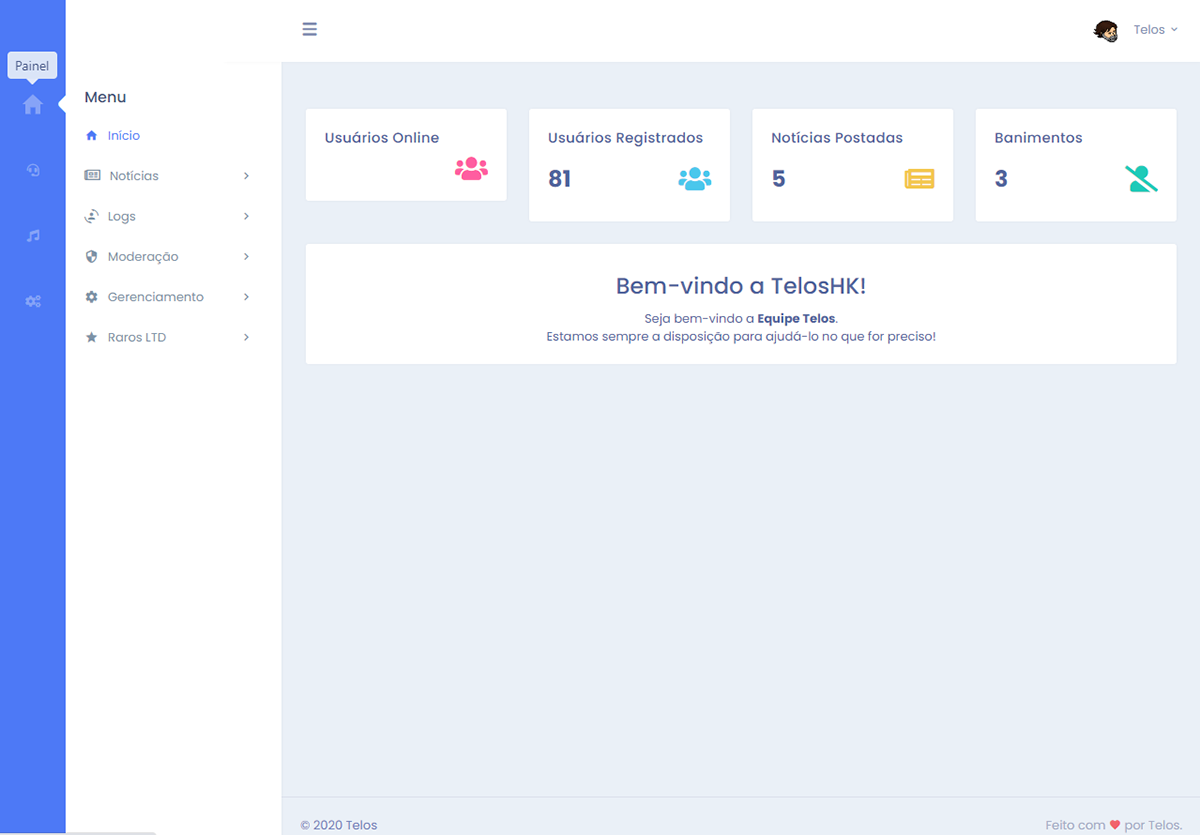 Telos
Painel
Menu
Início
Notícias
Logs
Moderação
Gerenciamento
Raros LTD
Usuários Online
Usuários Registrados
81
Notícias Postadas
5
Banimentos
3
Bem-vindo a TelosHK!
Seja bem-vindo a Equipe Telos.
Estamos sempre a disposição para ajudá-lo no que for preciso!
© 2020 Telos
Feito com ❤ por Telos.